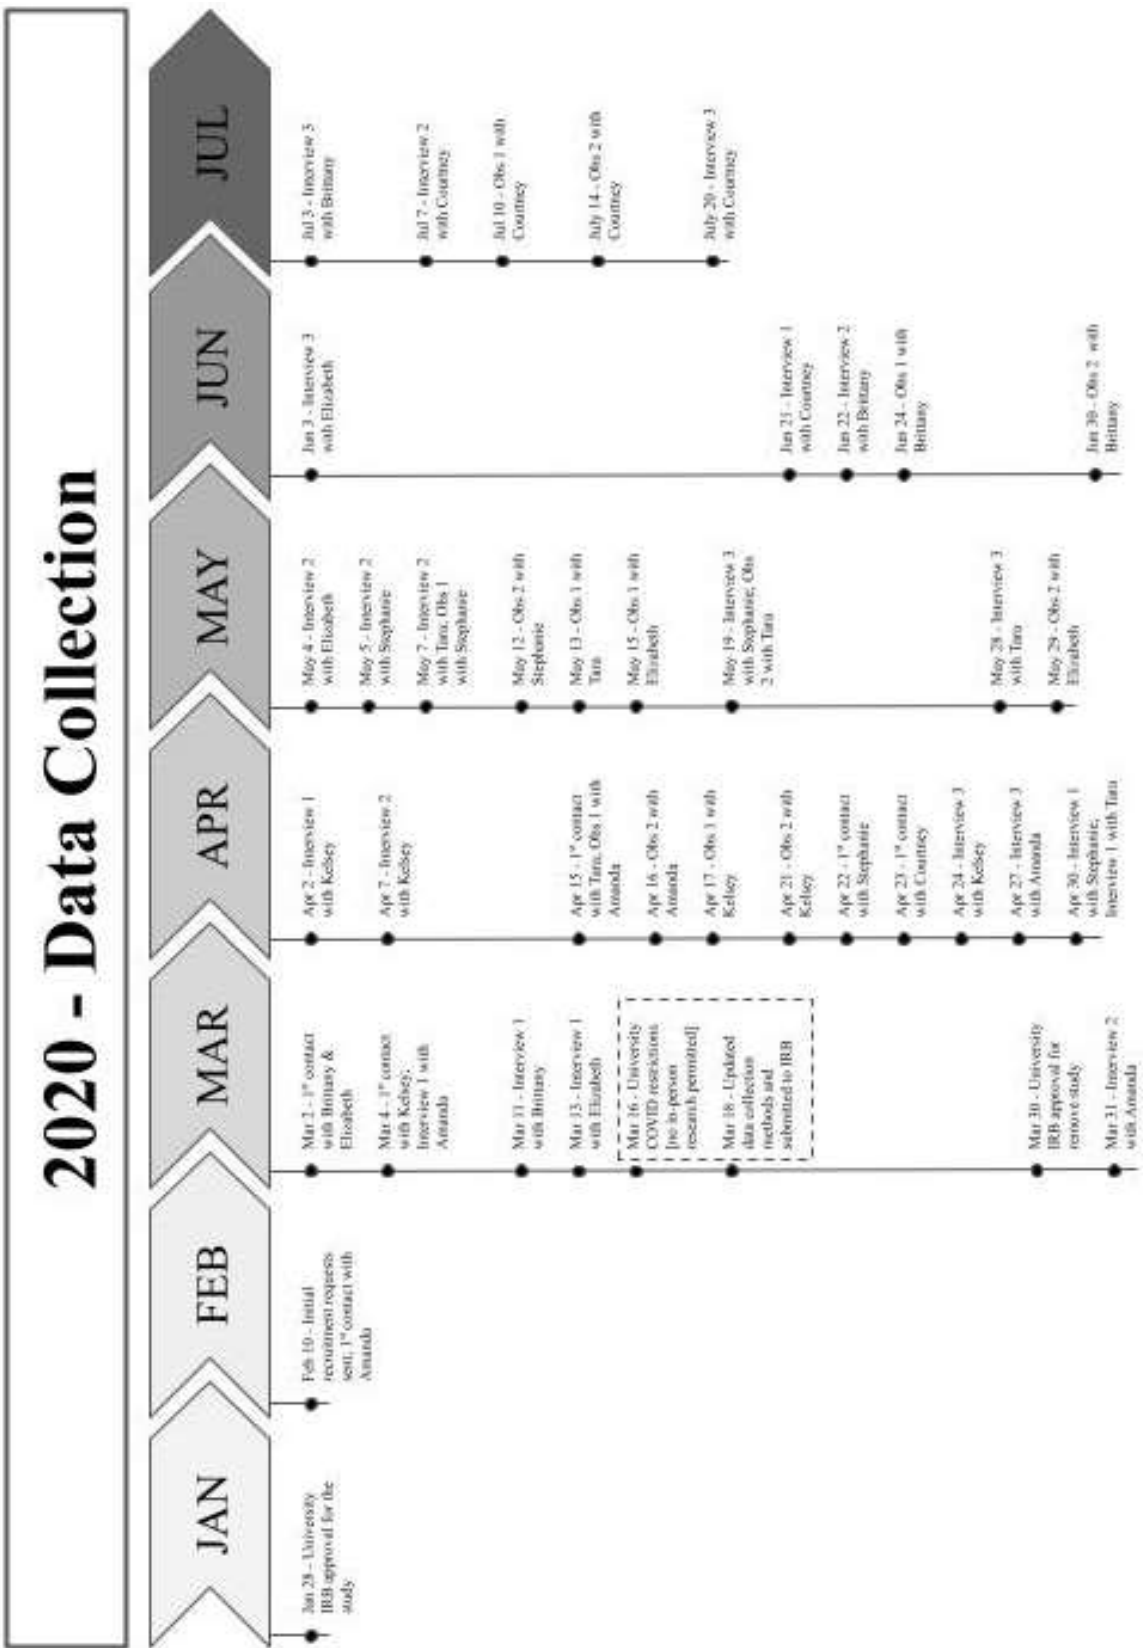 2020 - Data Collection
JAN
Jan 28 - University
IRB approval for the
study
FEB
Feb 10 - Initial
recruitment requests
sent; 1st contact with
Amanda
MAR
Mar 2 - 1st contact
with Brittany &
Elizabeth
Mar 4 - 1st contact
with Kelsey;
Interview 1 with
Amanda
Mar 11 - Interview 1
with Brittany
Mar 13 - Interview 1
with Elizabeth
Mar 16 - University
COVID restrictions
[no in-person
research permitted]
Mar 18 - Updated
data collection
methods and
submitted to IRB
Mar 30 - University
IRB approval for
remove study
Mar 31 - Interview 2
with Amanda
APR
Apr 2 - Interview 1
with Kelsey
Apr 7 - Interview 2
with Kelsey
Apr 15 - 1st contact
with Tara, Obs 1 with
Amanda
Apr 16 - Obs 2 with
Amanda
Apr 17 - Obs 1 with
Kelsey
Apr 21 - Obs 2 with
Kelsey
Apr 22 - 1st contact
with Stephanie
Apr 23 - 1st contact
with Courtney
Apr 24 - Interview 3
with Kelsey
Apr 27 - Interview 3
with Amanda
Apr 30 - Interview 1
with Stephanie,
Interview 1 with Tara
MAY
May 4 - Interview 2
with Elizabeth
May 5 - Interview 2
with Stephanie
May 7 - Interview 2
with Tara; Obs 1
with Stephanie
May 12 - Obs 2 with
Stephanie
May 13 - Obs 1 with
Tara
May 15 - Obs 1 with
Elizabeth
May 19 - Interview 3
with Stephanie; Obs
2 with Tara
May 28 - Interview 3
with Tara
May 29 - Obs 2 with
Elizabeth
JUN
Jun 3 - Interview 3
with Elizabeth
Jun - Interview 1
with Courtney
Jun 22 - Interview 2
with Brittany
Jun 24 - Obs 1 with
Brittany
Jun 30 - Obs 2 with
Brittany
JUL
Jul 3 - Interview 3
with Brittany
Jul 7 - Interview 2
with Courtney
Jul 10 - Obs 1 with
Courtney
July 14 - Obs 2 with
Courtney
July 20 - Interview 3
with Courtney